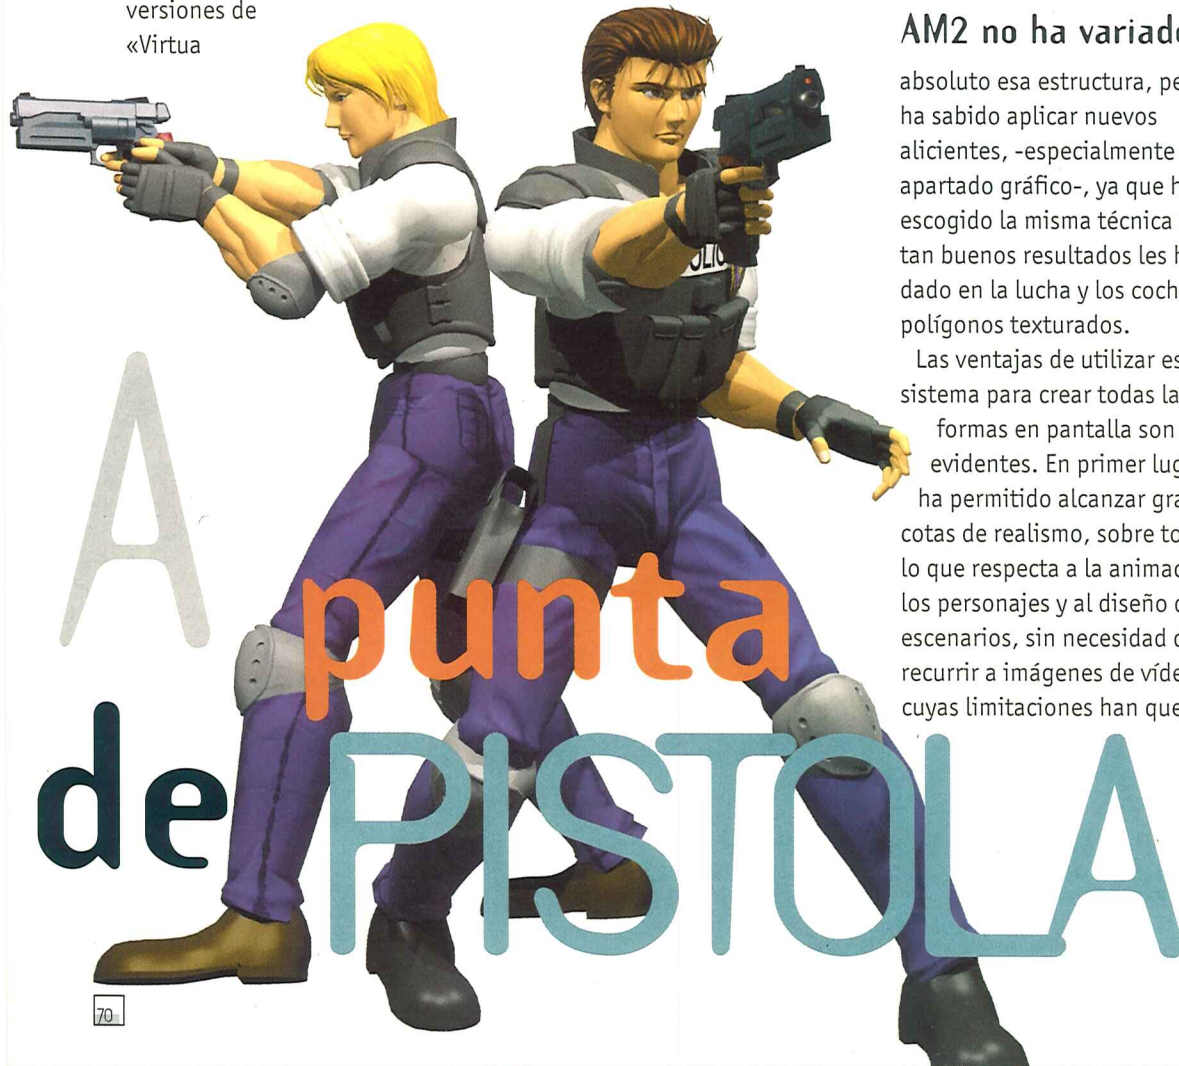 versiones de
«Virtua
AM2 no ha variad
absoluto esa estructura, pe
ha sabido aplicar nuevos
alicientes, -especialmente
apartado gráfico-, ya que h
escogido la misma técnica
tan buenos resultados les h
dado en la lucha y los coch
polígonos texturados.
Las ventajas de utilizar es
sistema para crear todas la
formas en pantalla son
evidentes. En primer lug
ha permitido alcanzar gra
cotas de realismo, sobre to
lo que respecta a la animac
los personajes y al diseño
escenarios, sin necesidad
recurrir a imágenes de víde
cuyas limitaciones han que
OLIC
A
punta
de PISTOLA
70